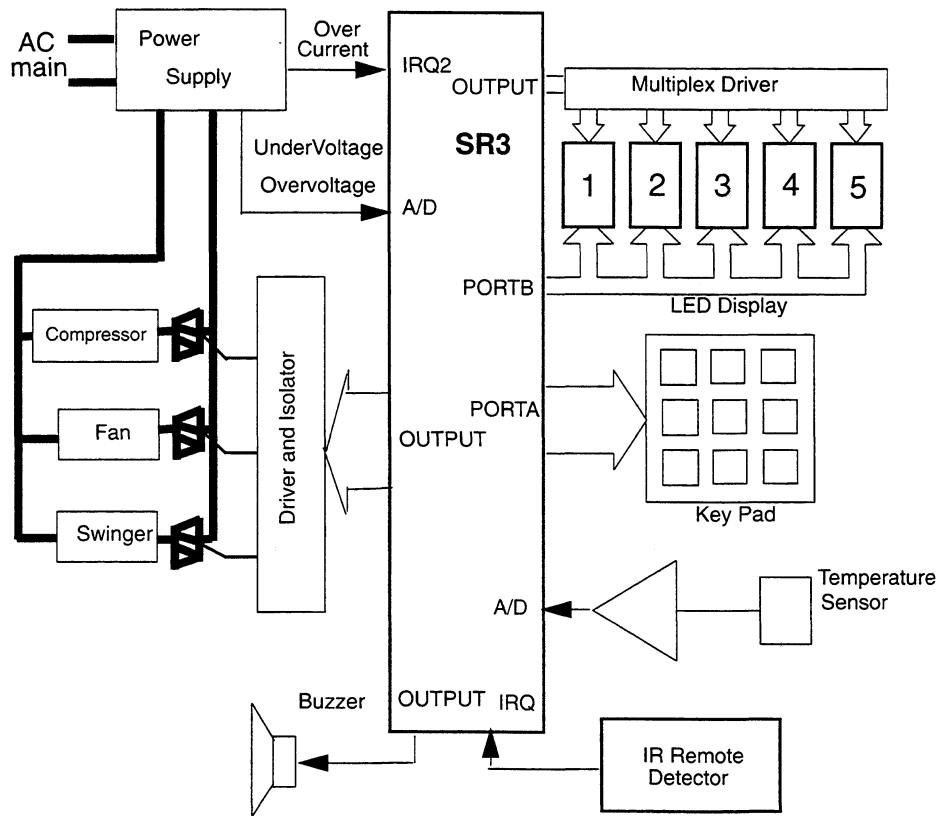 AC
main
Power
Supply
Over
Current
IRQ2
OUTPUT
Multiplex Driver
SR3
UnderVoltage
Overvoltage
A/D
1
2
3
4
5
PORTB
LED Display
Compressor
Fan
Swinger
Driver and Isolator
PORTA
OUTPUT
Key Pad
A/D
Temperature
Sensor
Buzzer
OUTPUT
IRQ
IR Remote
Detector